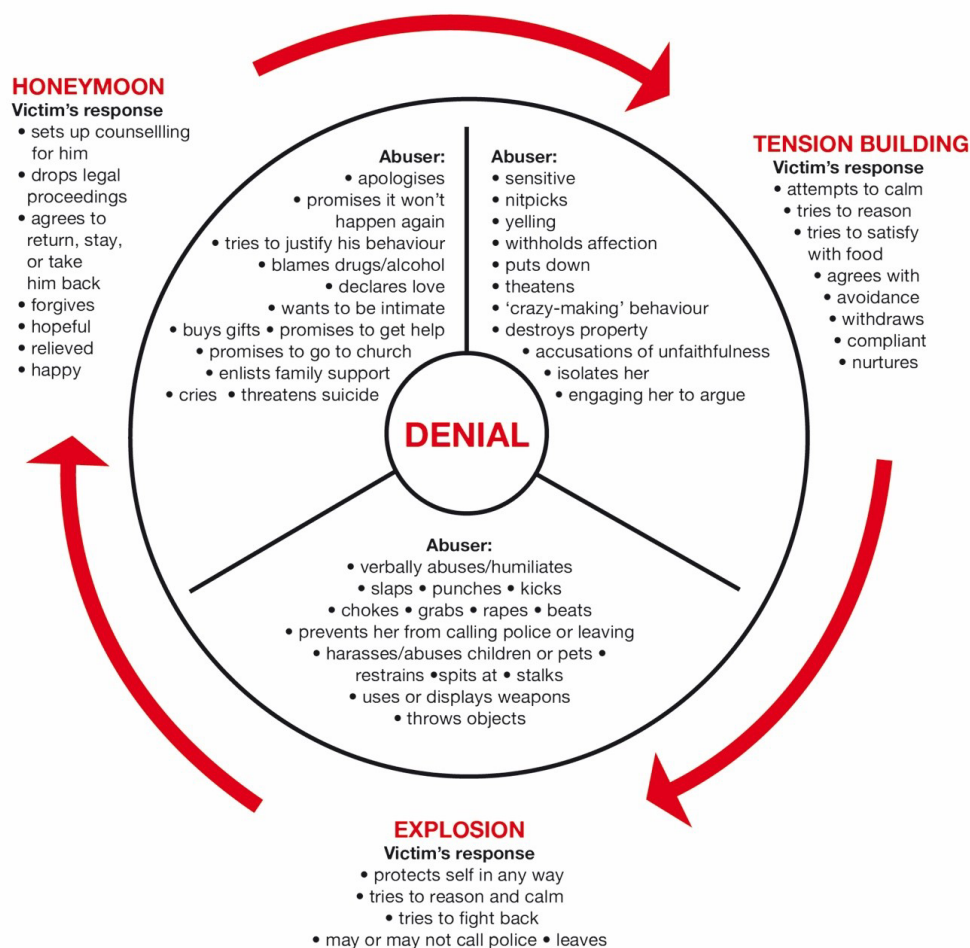 HONEYMOON
Victim's response
• sets up counsellling
for him
• drops legal
proceedings
• agrees to
return, stay,
or take
him back
• forgives
• hopeful
• relieved
• happy
Abuser:
• apologises
• promises it won't
happen again
• tries to justify his behaviour
• blames drugs/alcohol
• declares love
• wants to be intimate
• buys gifts • promises to get help
• promises to go to church
• enlists family support
• cries • threatens suicide
Abuser:
• sensitive
• nitpicks
• yelling
• withholds affection
• puts down
• theatens
• 'crazy-making' behaviour
• destroys property
• accusations of unfaithfulness
• isolates her
• engaging her to argue
TENSION BUILDING
Victim's response
• attempts to calm
• tries to reason
• tries to satisfy
with food
• agrees with
• avoidance
• withdraws
• compliant
• nurtures
DENIAL
Abuser:
• verbally abuses/humiliates
• slaps • punches • kicks
• chokes • grabs • rapes • beats
• prevents her from calling police or leaving
• harasses/abuses children or pets •
restrains •spits at • stalks
• uses or displays weapons
• throws objects
EXPLOSION
Victim's response
• protects self in any way
• tries to reason and calm
• tries to fight back
• may or may not call police • leaves